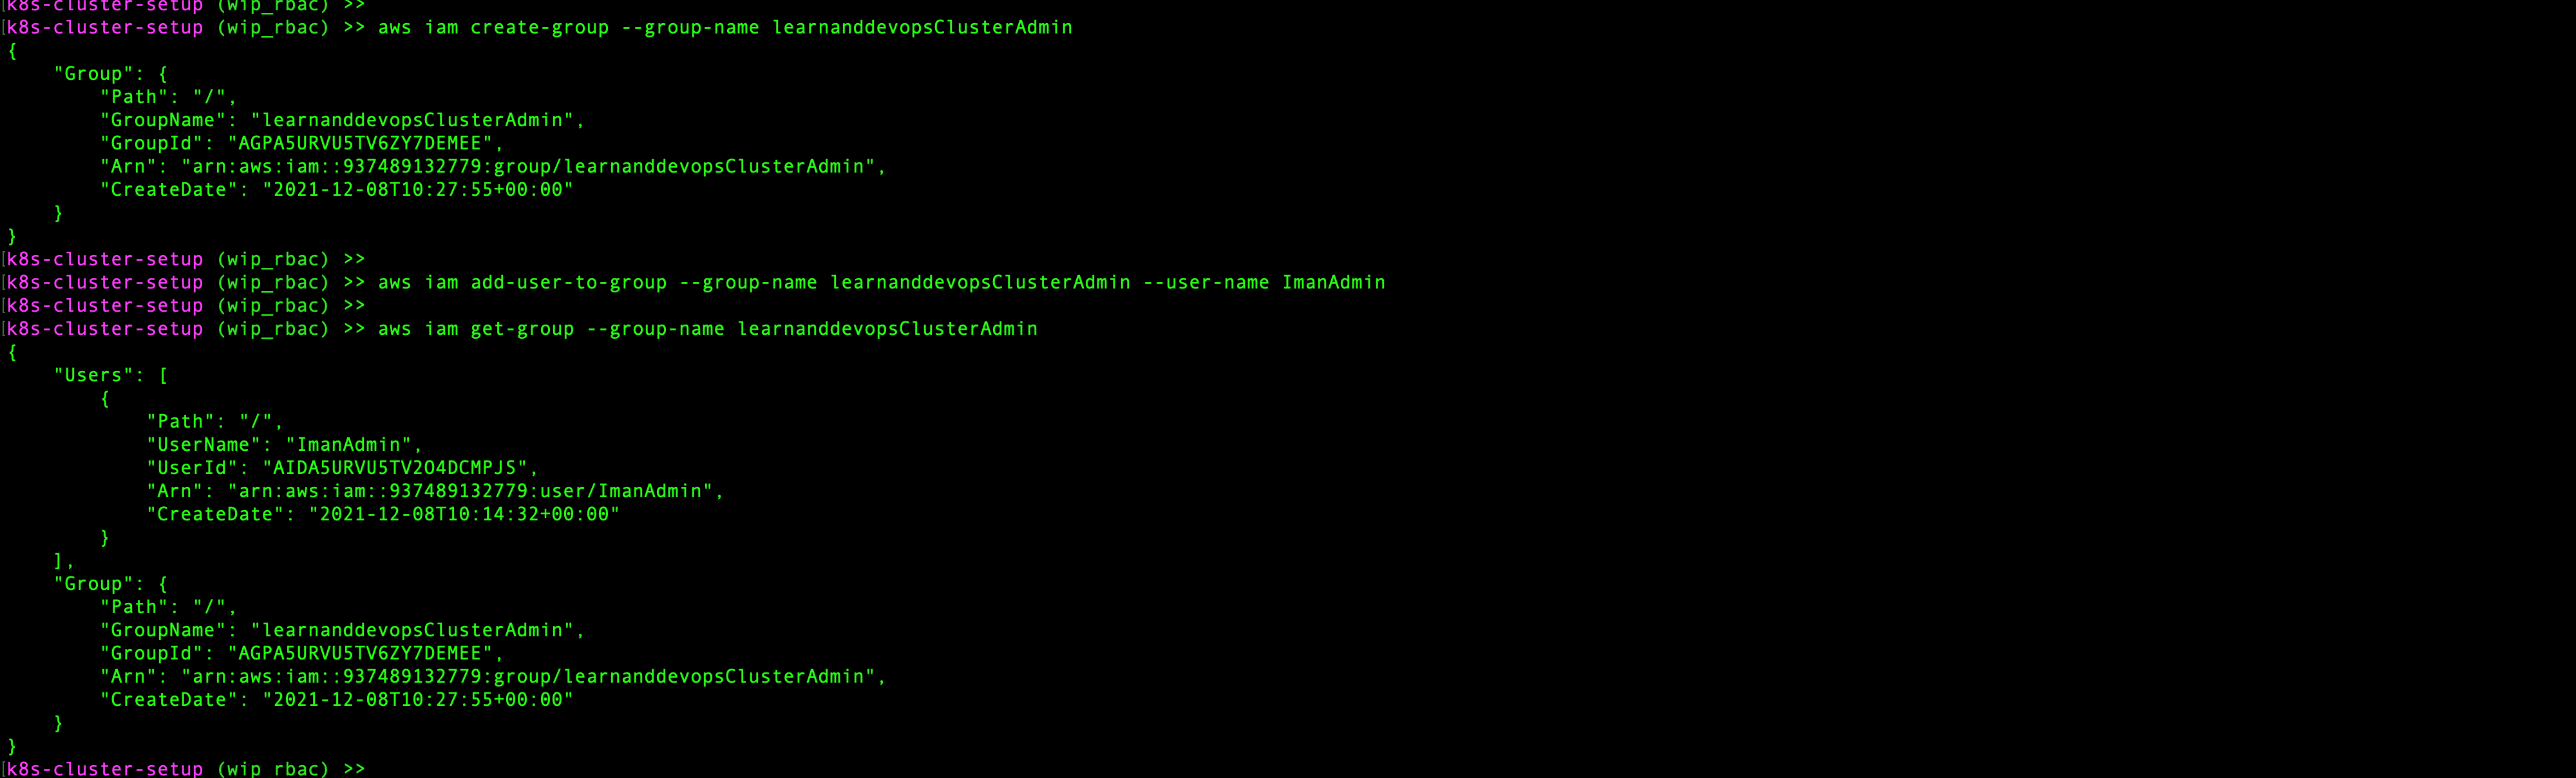 [k8s-cluster-setup (wip_rbac) >>
[k8s-cluster-setup (wip_rbac) >> aws iam create-group --group-name learnanddevopsClusterAdmin
{
    "Group": {
        "Path": "/",
        "GroupName": "learnanddevopsClusterAdmin",
        "GroupId": "AGPA5URVU5TV6ZY7DEMEE",
        "Arn": "arn:aws:iam::937489132779:group/learnanddevopsClusterAdmin",
        "CreateDate": "2021-12-08T10:27:55+00:00"
    }
}
[k8s-cluster-setup (wip_rbac) >>
[k8s-cluster-setup (wip_rbac) >> aws iam add-user-to-group --group-name learnanddevopsClusterAdmin --user-name ImanAdmin
[k8s-cluster-setup (wip_rbac) >>
[k8s-cluster-setup (wip_rbac) >> aws iam get-group --group-name learnanddevopsClusterAdmin
{
    "Users": [
        {
            "Path": "/",
            "UserName": "ImanAdmin",
            "UserId": "AIDA5URVU5TV2O4DCMPJS",
            "Arn": "arn:aws:iam::937489132779:user/ImanAdmin",
            "CreateDate": "2021-12-08T10:14:32+00:00"
        }
    ],
    "Group": {
        "Path": "/",
        "GroupName": "learnanddevopsClusterAdmin",
        "GroupId": "AGPA5URVU5TV6ZY7DEMEE",
        "Arn": "arn:aws:iam::937489132779:group/learnanddevopsClusterAdmin",
        "CreateDate": "2021-12-08T10:27:55+00:00"
    }
}
[k8s-cluster-setup (wip_rbac) >>